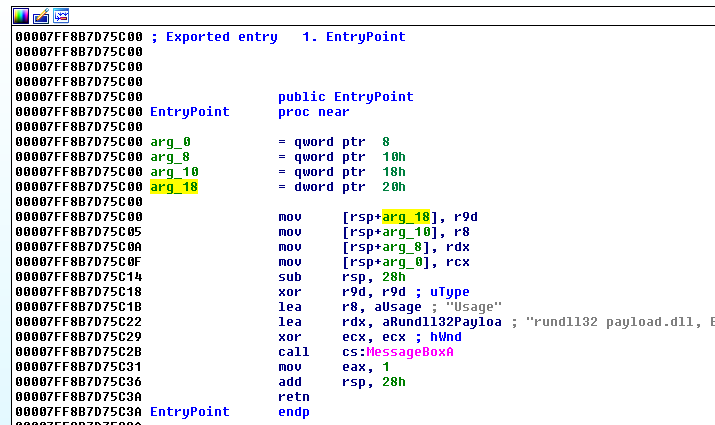 00007FF8B7D75C00 ; Exported entry   1. EntryPoint
00007FF8B7D75C00
00007FF8B7D75C00
00007FF8B7D75C00
00007FF8B7D75C00                 public EntryPoint
00007FF8B7D75C00 EntryPoint      proc near
00007FF8B7D75C00
00007FF8B7D75C00 arg_0           = qword ptr  8
00007FF8B7D75C00 arg_8           = qword ptr  10h
00007FF8B7D75C00 arg_10          = qword ptr  18h
00007FF8B7D75C00 arg_18          = dword ptr  20h
00007FF8B7D75C00
00007FF8B7D75C00                 mov     [rsp+arg_18], r9d
00007FF8B7D75C05                 mov     [rsp+arg_10], r8
00007FF8B7D75C0A                 mov     [rsp+arg_8], rdx
00007FF8B7D75C0F                 mov     [rsp+arg_0], rcx
00007FF8B7D75C14                 sub     rsp, 28h
00007FF8B7D75C18                 xor     r9d, r9d ; uType
00007FF8B7D75C1B                 lea     r8, aUsage ; "Usage"
00007FF8B7D75C22                 lea     rdx, aRundll32Payloa ; "rundll32 payload.dll, E
00007FF8B7D75C29                 xor     ecx, ecx ; hWnd
00007FF8B7D75C2B                 call    cs:MessageBoxA
00007FF8B7D75C31                 mov     eax, 1
00007FF8B7D75C36                 add     rsp, 28h
00007FF8B7D75C3A                 retn
00007FF8B7D75C3A EntryPoint      endp